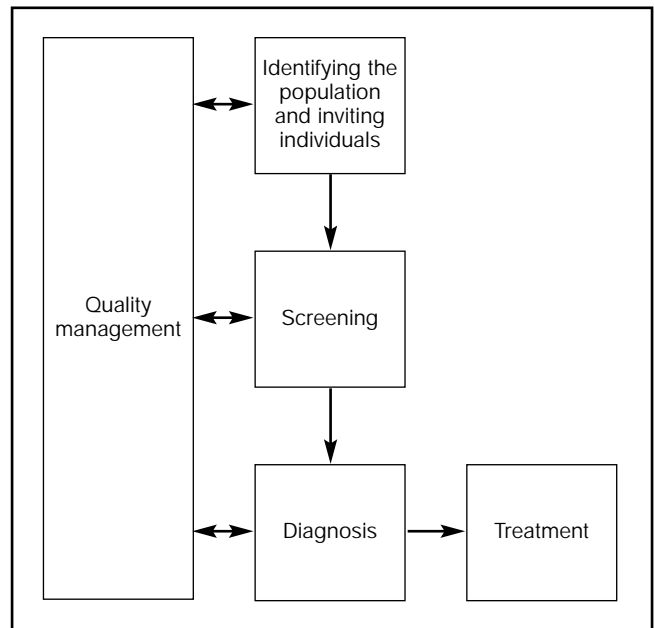 Identifying the
population
and inviting
individuals
Quality
management
Screening
Diagnosis
Treatment